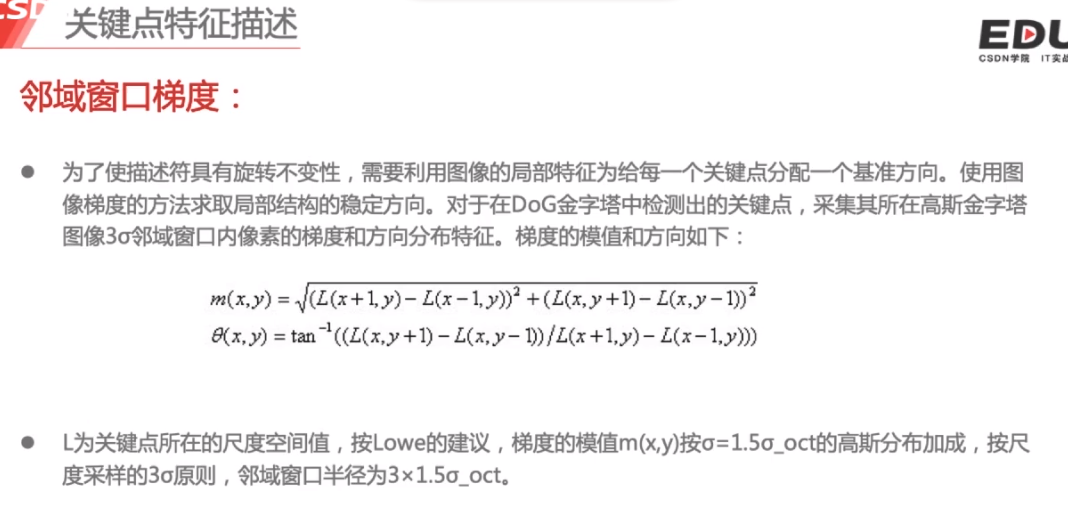 关键点特征描述
EDU
CSDN学院 IT实战
邻域窗口梯度：
● 为了使描述符具有旋转不变性，需要利用图像的局部特征为给每一个关键点分配一个基准方向。使用图
像梯度的方法求取局部结构的稳定方向。对于在DoG金字塔中检测出的关键点，采集其所在高斯金字塔
图像3σ邻域窗口内像素的梯度和方向分布特征。梯度的模值和方向如下：
m(x,y) = √(L(x+1,y)−L(x−1,y))² + (L(x,y+1)−L(x,y−1))²
θ(x,y) = tan⁻¹((L(x,y+1)−L(x,y−1))/L(x+1,y)−L(x−1,y)))
● L为关键点所在的尺度空间值，按Lowe的建议，梯度的模值m(x,y)按σ=1.5σ_oct的高斯分布加成，按尺
度采样的3σ原则，邻域窗口半径为3×1.5σ_oct。